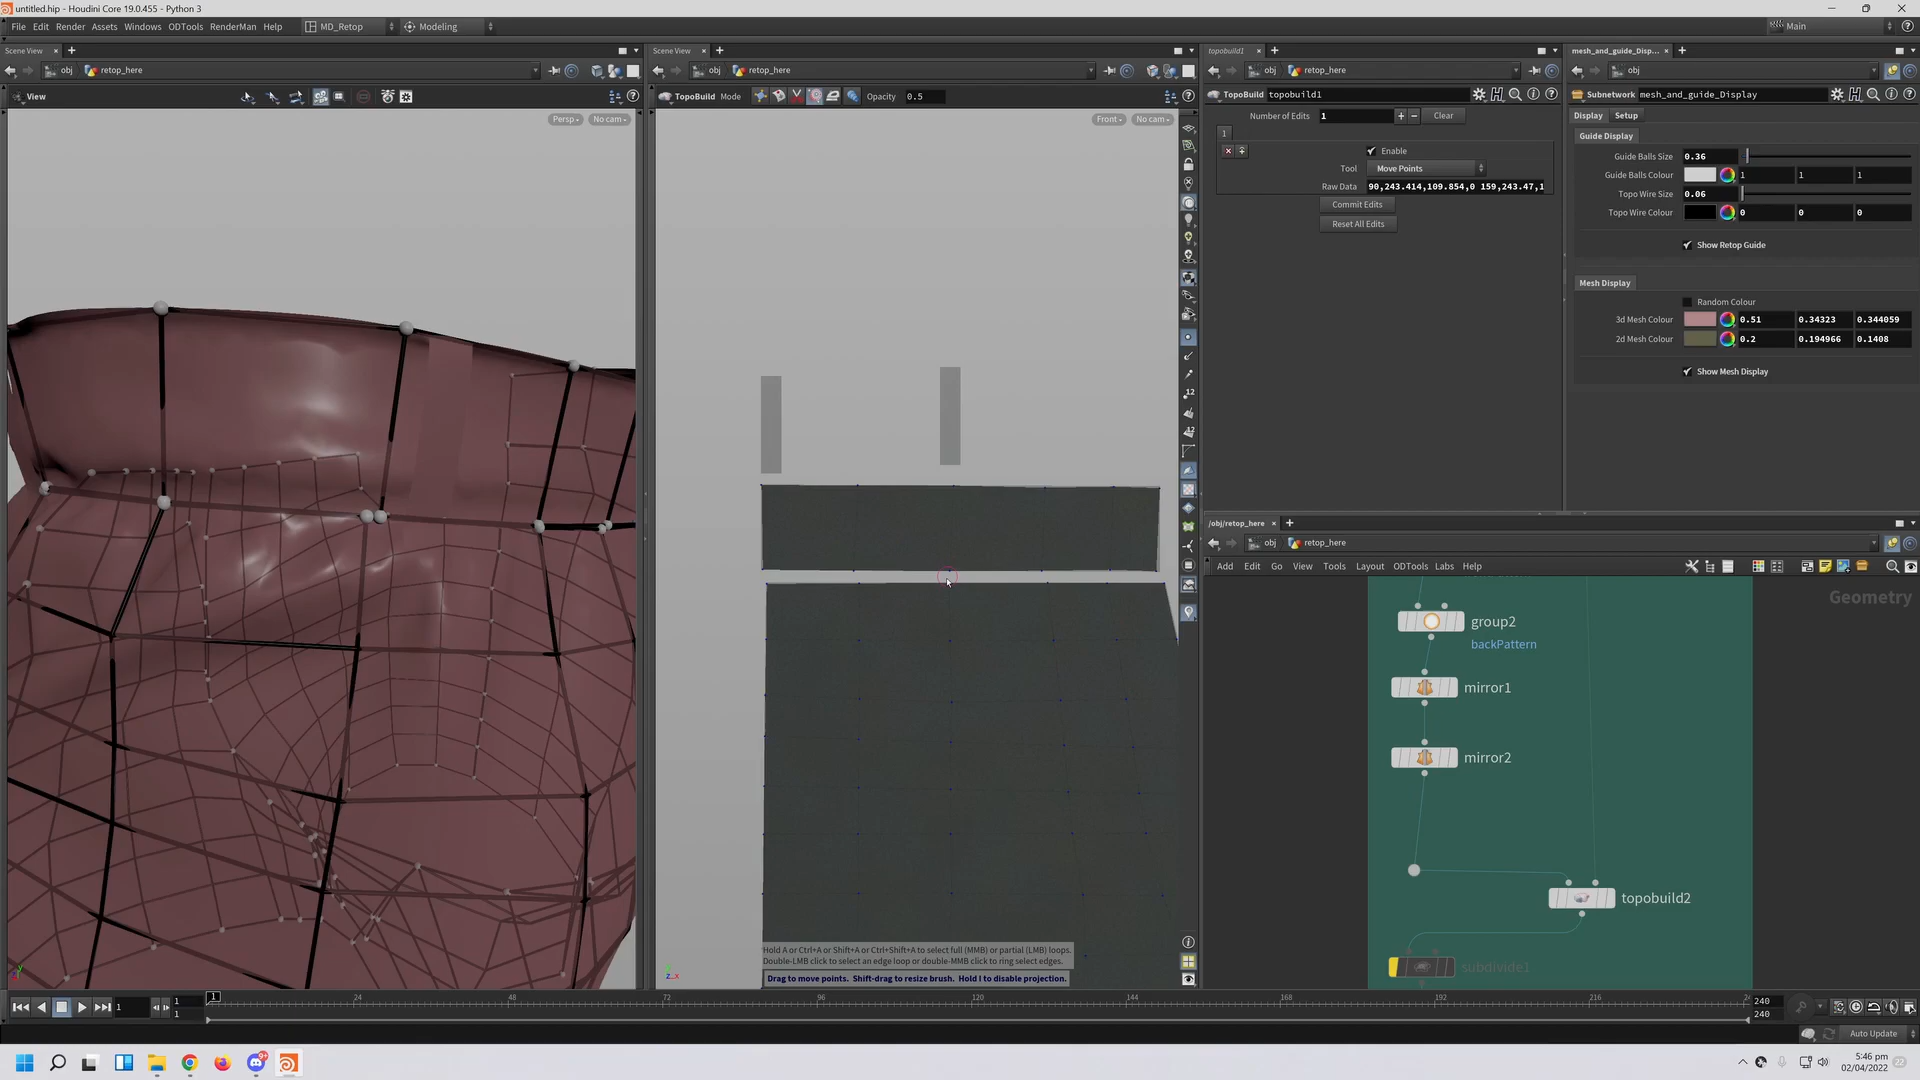 untitled.hip - Houdini Core 19.0.455 - Python 3
File Edit Render Assets Windows ODTools RenderMan Help MD_Retop Modeling Main
Scene View
obj retop_here
View
Persp No cam
Scene View
obj retop_here
TopoBuild Mode Opacity 0.5
Front No cam
Hold A or Ctrl+A or Shift+A or Ctrl+Shift+A to select full (MMB) or partial (LMB) loops.
Double-LMB click to select an edge loop or double-MMB click to ring select edges.
Drag to move points. Shift-drag to resize brush. Hold I to disable projection.
topobuild1
obj retop_here
TopoBuild topobuild1
Number of Edits 1 Clear
1
Enable
Tool Move Points
Raw Data 90,243.414,109.854,0 159,243.47,1
Commit Edits
Reset All Edits
mesh_and_guide_Disp...
obj
Subnetwork mesh_and_guide_Display
Display Setup
Guide Display
Guide Balls Size 0.36
Guide Balls Colour 1 1 1
Topo Wire Size 0.06
Topo Wire Colour 0 0 0
Show Retop Guide
Mesh Display
Random Colour
3d Mesh Colour 0.51 0.34323 0.344059
2d Mesh Colour 0.2 0.194966 0.1408
Show Mesh Display
/obj/retop_here
obj retop_here
Add Edit Go View Tools Layout ODTools Labs Help
Geometry
group2
backPattern
mirror1
mirror2
topobuild2
subdivide1
1 1 1 24 48 72 96 120 144 168 192 216 240
1 240
Auto Update
5:46 pm
02/04/2022